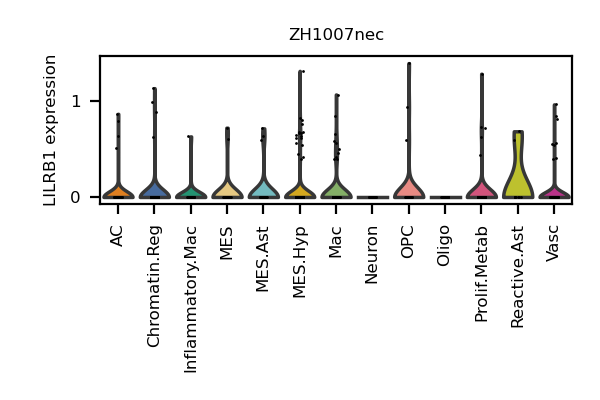 ZH1007nec
LILRB1 expression
1
0
AC
Chromatin.Reg
Inflammatory.Mac
MES
MES.Ast
MES.Hyp
Mac
Neuron
OPC
Oligo
Prolif.Metab
Reactive.Ast
Vasc